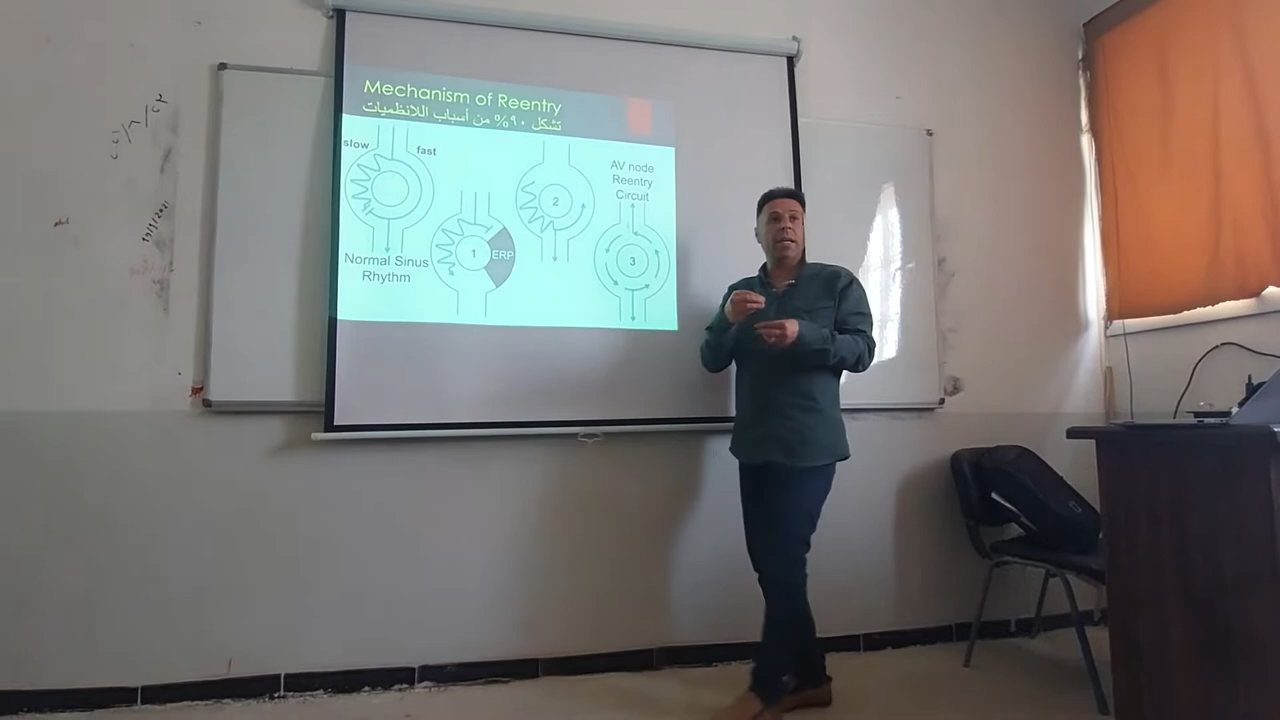 Mechanism of Reentry
تشكل ٩٠% من أسباب اللانظميات
slow
fast
Normal Sinus
Rhythm
1
ERP
2
AV node
Reentry
Circuit
3